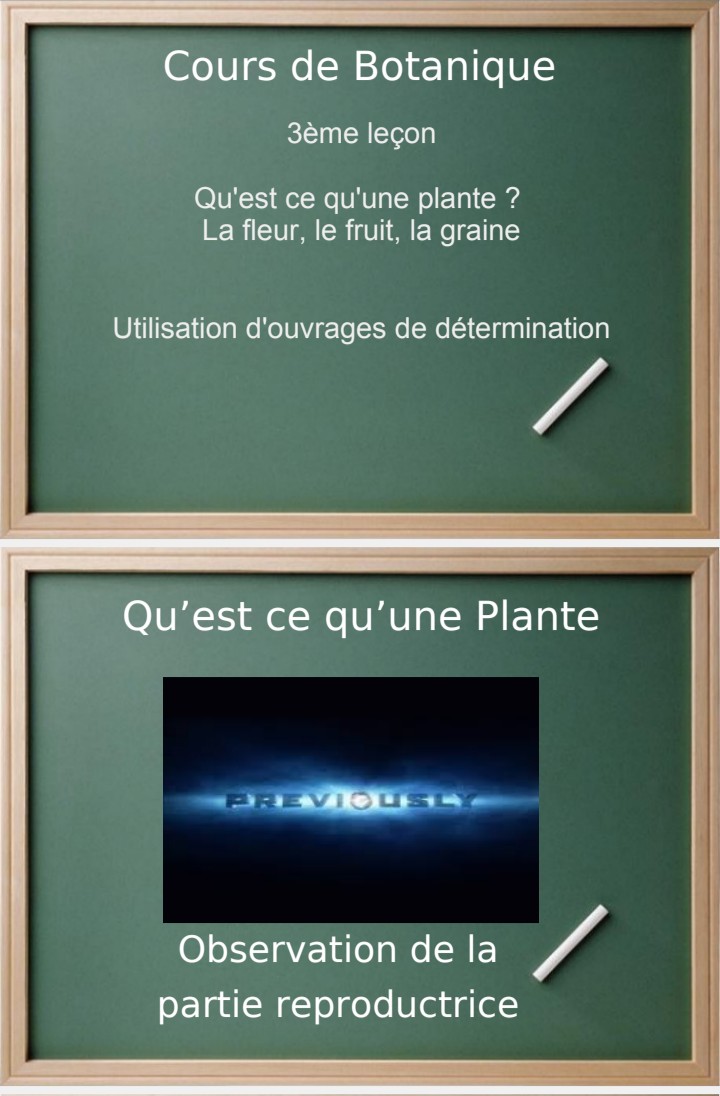 Cours de Botanique
3ème leçon
Qu'est ce qu'une plante ?
La fleur, le fruit, la graine
Utilisation d'ouvrages de détermination
Qu’est ce qu’une Plante
PREVIOUSLY
Observation de la
partie reproductrice